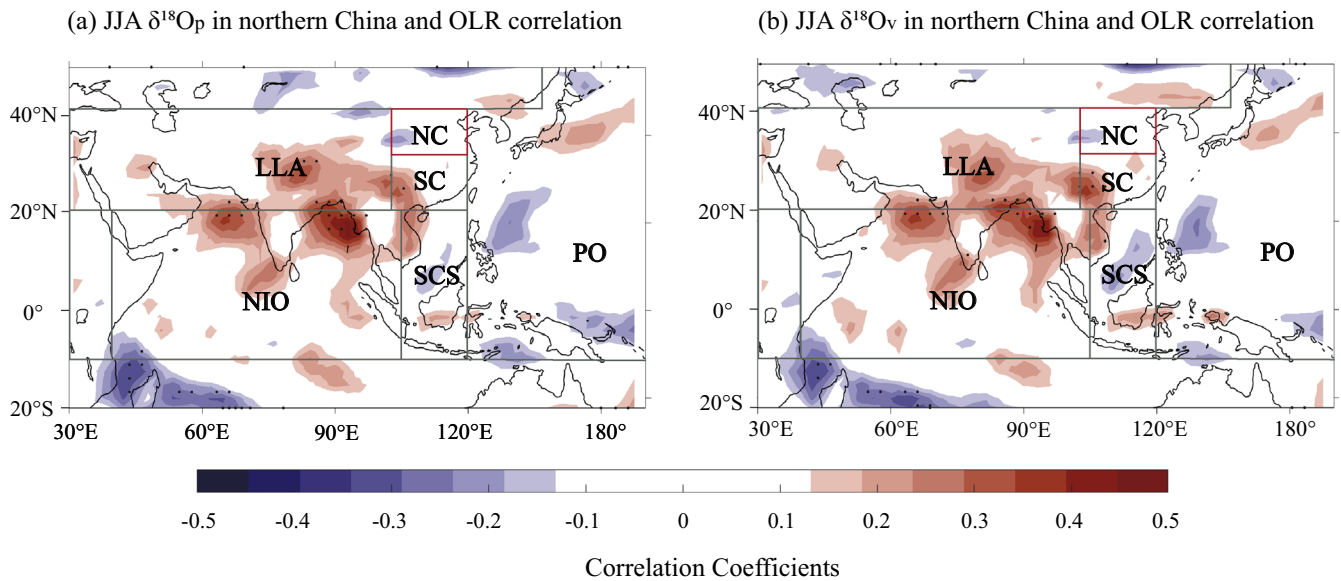 (a) JJA δ¹⁸Op in northern China and OLR correlation
(b) JJA δ¹⁸Ov in northern China and OLR correlation
40°N
20°N
0°
20°S
30°E
60°E
90°E
120°E
150°E
180°
NC
LLA
SC
SCS
NIO
PO
40°N
20°N
0°
20°S
30°E
60°E
90°E
120°E
150°E
180°
NC
LLA
SC
SCS
NIO
PO
-0.5 -0.4 -0.3 -0.2 -0.1 0 0.1 0.2 0.3 0.4 0.5
Correlation Coefficients